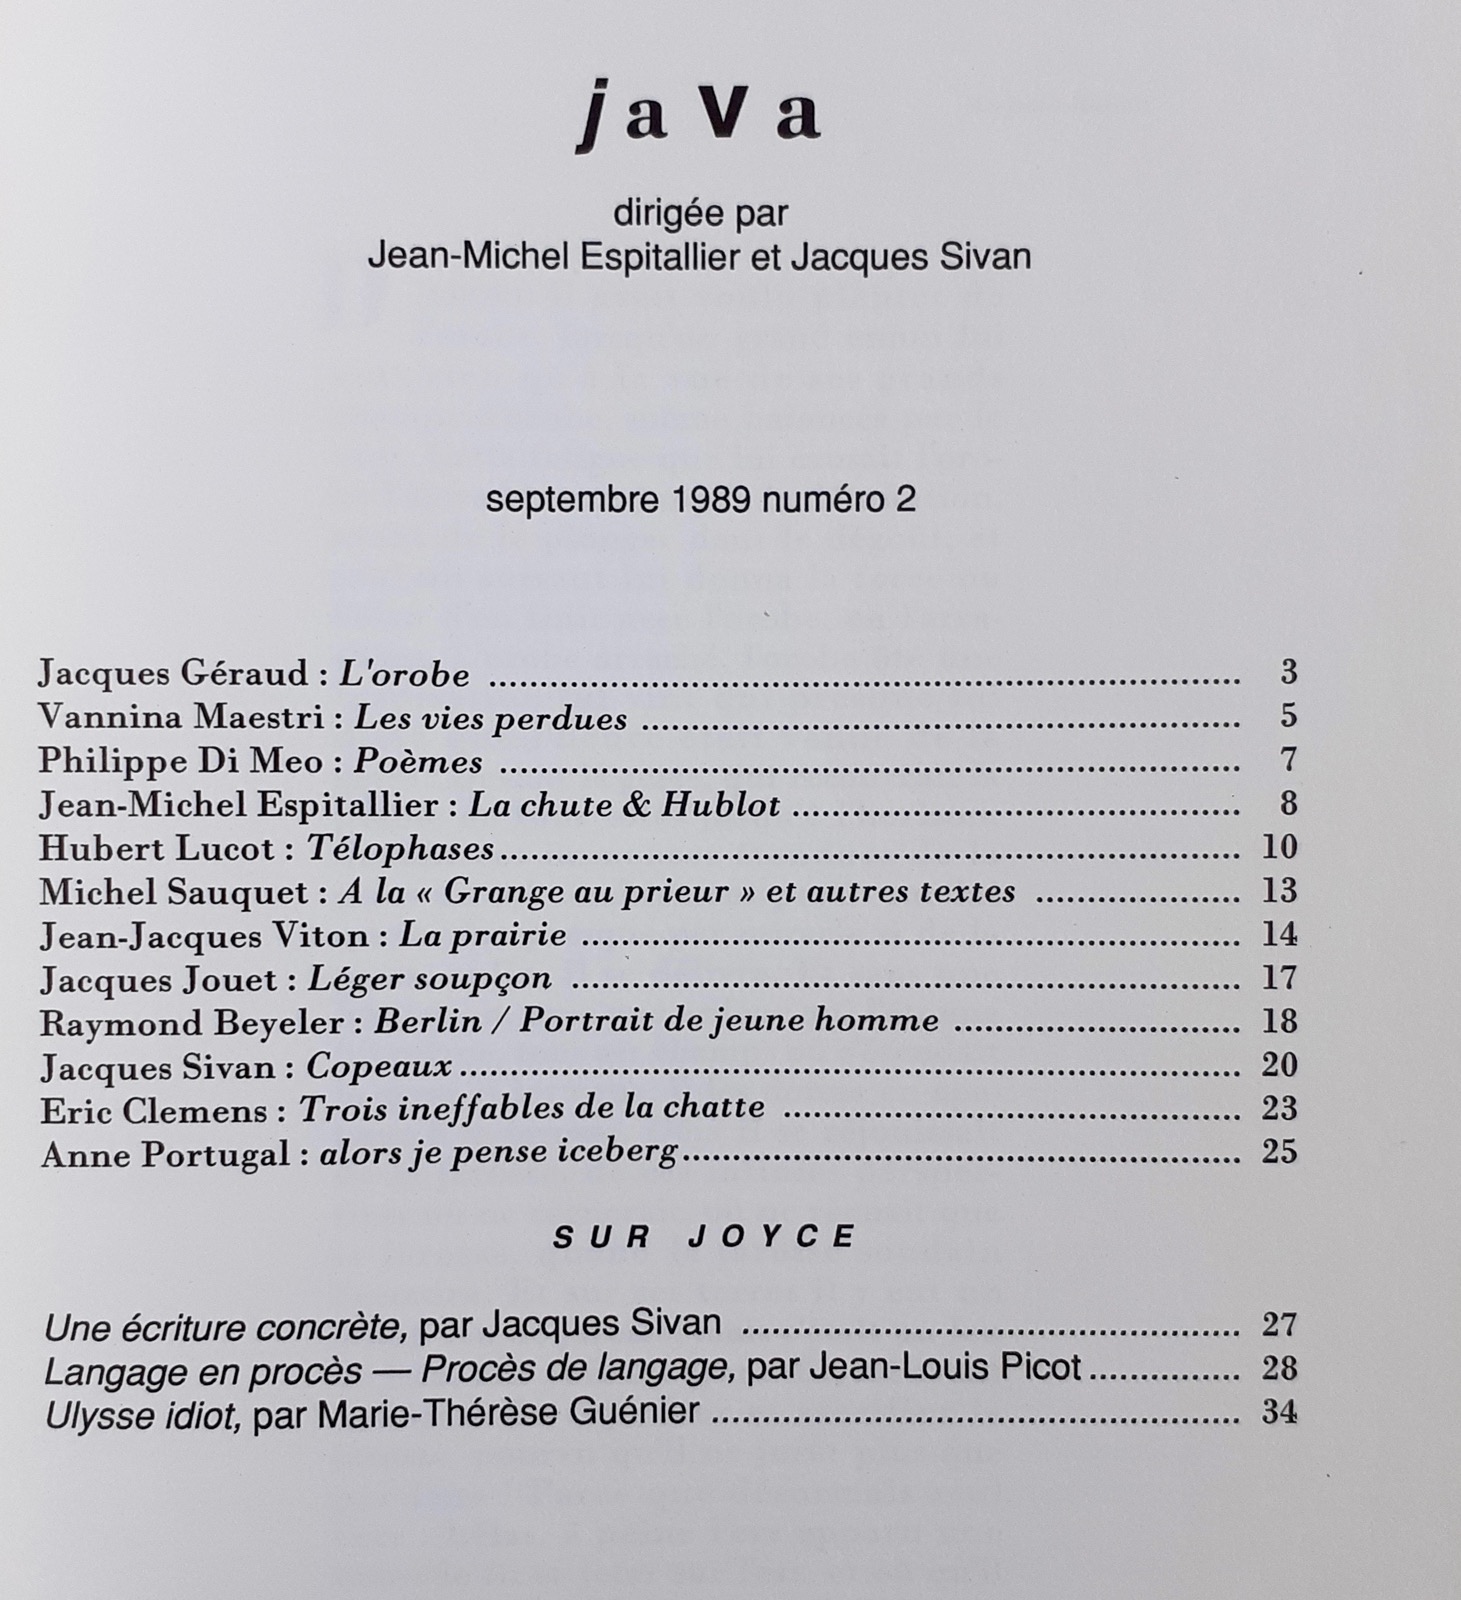 java
dirigée par
Jean-Michel Espitallier et Jacques Sivan
septembre 1989 numéro 2
Jacques Géraud : L'orobe ........................ 3
Vannina Maestri : Les vies perdues ........................ 5
Philippe Di Meo : Poèmes ........................ 7
Jean-Michel Espitallier : La chute & Hublot ........................ 8
Hubert Lucot : Télophases ........................ 10
Michel Sauquet : A la « Grange au prieur » et autres textes ........................ 13
Jean-Jacques Viton : La prairie ........................ 14
Jacques Jouet : Léger soupçon ........................ 17
Raymond Beyeler : Berlin / Portrait de jeune homme ........................ 18
Jacques Sivan : Copeaux ........................ 20
Eric Clemens : Trois ineffables de la chatte ........................ 23
Anne Portugal : alors je pense iceberg ........................ 25
SUR JOYCE
Une écriture concrète, par Jacques Sivan ........................ 27
Langage en procès — Procès de langage, par Jean-Louis Picot ........................ 28
Ulysse idiot, par Marie-Thérèse Guénier ........................ 34